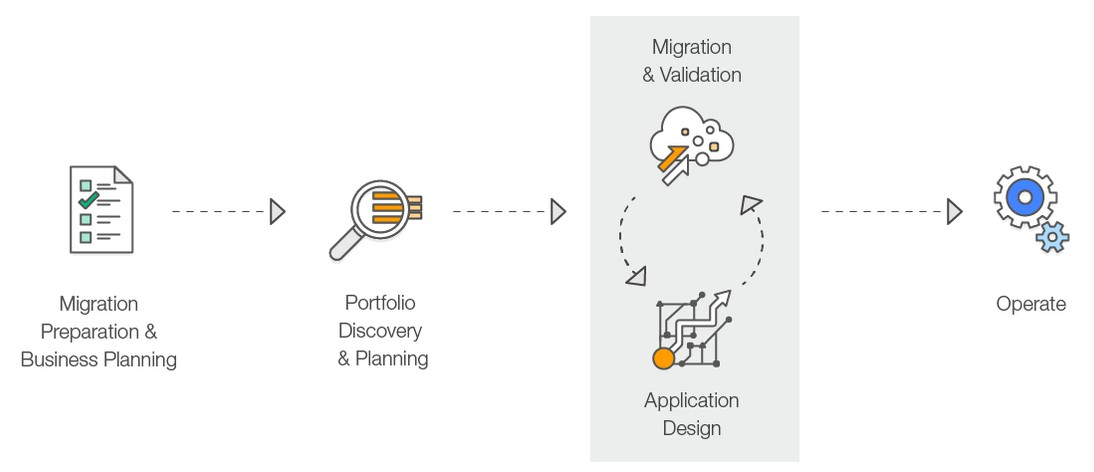 Migration
Preparation &
Business Planning
Portfolio
Discovery
& Planning
Migration
& Validation
Application
Design
Operate